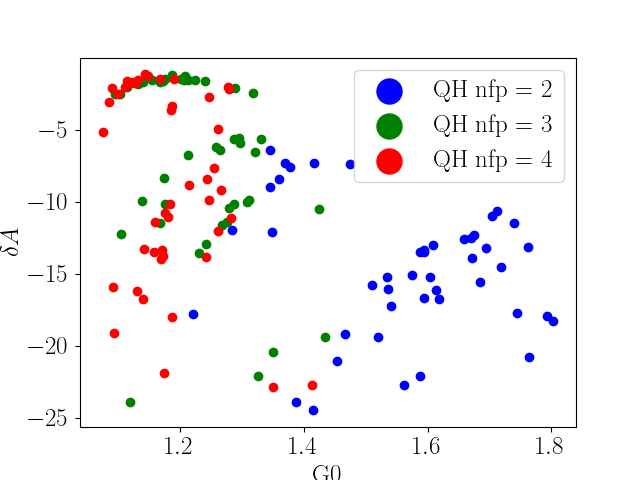 QH nfp = 2
QH nfp = 3
QH nfp = 4
−5
−10
−15
−20
−25
δA
1.2 1.4 1.6 1.8
G0